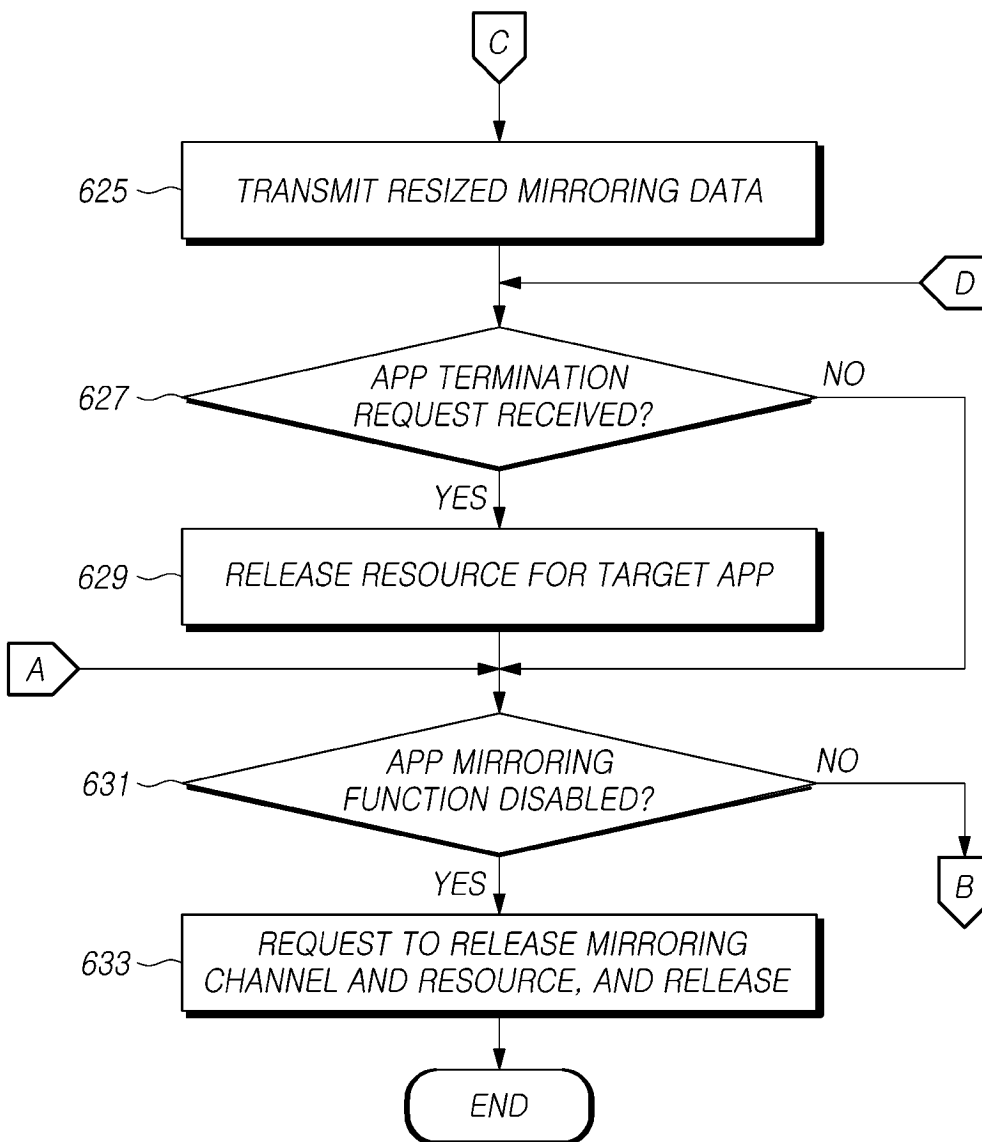 C
625
TRANSMIT RESIZED MIRRORING DATA
D
627
APP TERMINATION
REQUEST RECEIVED?
NO
YES
629
RELEASE RESOURCE FOR TARGET APP
A
631
APP MIRRORING
FUNCTION DISABLED?
NO
YES
B
633
REQUEST TO RELEASE MIRRORING
CHANNEL AND RESOURCE, AND RELEASE
END